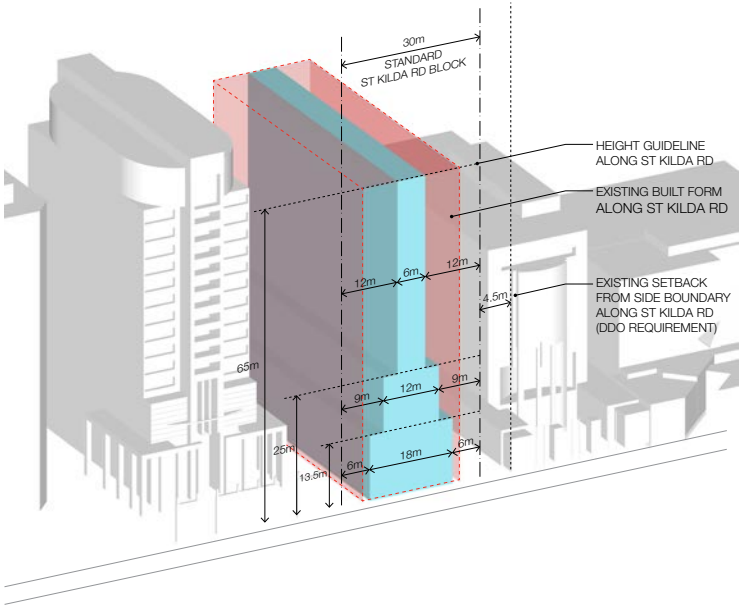 30m
STANDARD
ST KILDA RD BLOCK
HEIGHT GUIDELINE
ALONG ST KILDA RD
EXISTING BUILT FORM
ALONG ST KILDA RD
12m
6m
12m
4.5m
EXISTING SETBACK
FROM SIDE BOUNDARY
ALONG ST KILDA RD
(DDO REQUIREMENT)
65m
9m
12m
9m
25m
13.5m
6m
18m
6m